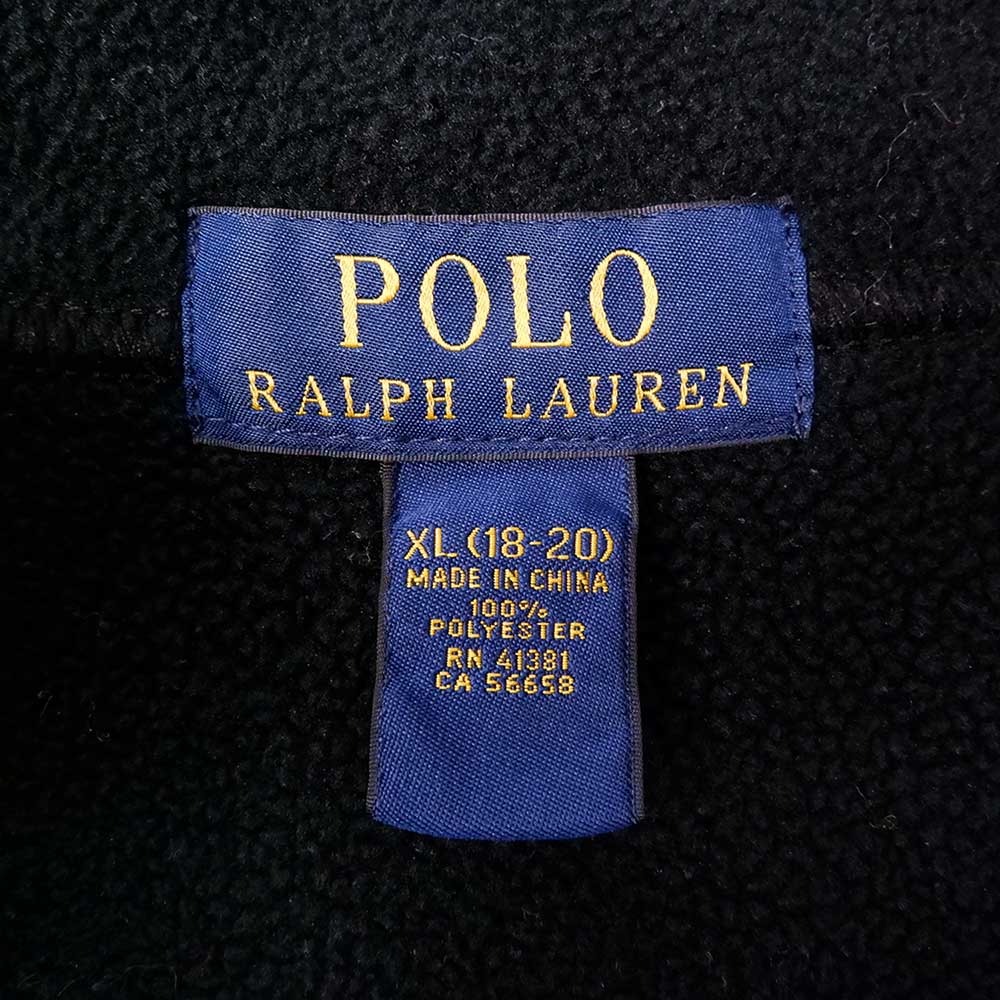 POLO
RALPH LAUREN
XL (18-20)
MADE IN CHINA
100%
POLYESTER
RN 41381
CA 56658